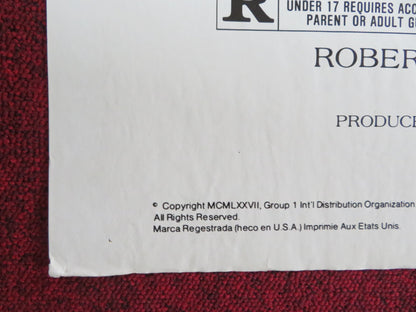 R
UNDER 17 REQUIRES ACC
PARENT OR ADULT G
ROBER
PRODUCE
© Copyright MCMLXXVII, Group 1 Int'l Distribution Organization
All Rights Reserved.
Marca Regestrada (heco en U.S.A.) Imprimie Aux Etats Unis.